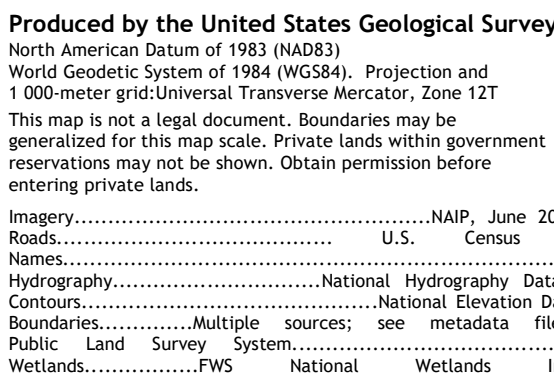 Produced by the United States Geological Survey
North American Datum of 1983 (NAD83)
World Geodetic System of 1984 (WGS84). Projection and
1 000-meter grid:Universal Transverse Mercator, Zone 12T
This map is not a legal document. Boundaries may be
generalized for this map scale. Private lands within government
reservations may not be shown. Obtain permission before
entering private lands.
Imagery..................................................NAIP, June 20
Roads....................................... U.S. Census
Names.....................................................................
Hydrography.............................National Hydrography Data
Contours..........................................National Elevation Da
Boundaries..............Multiple sources; see metadata file
Public Land Survey System.....................................
Wetlands................FWS National Wetlands I